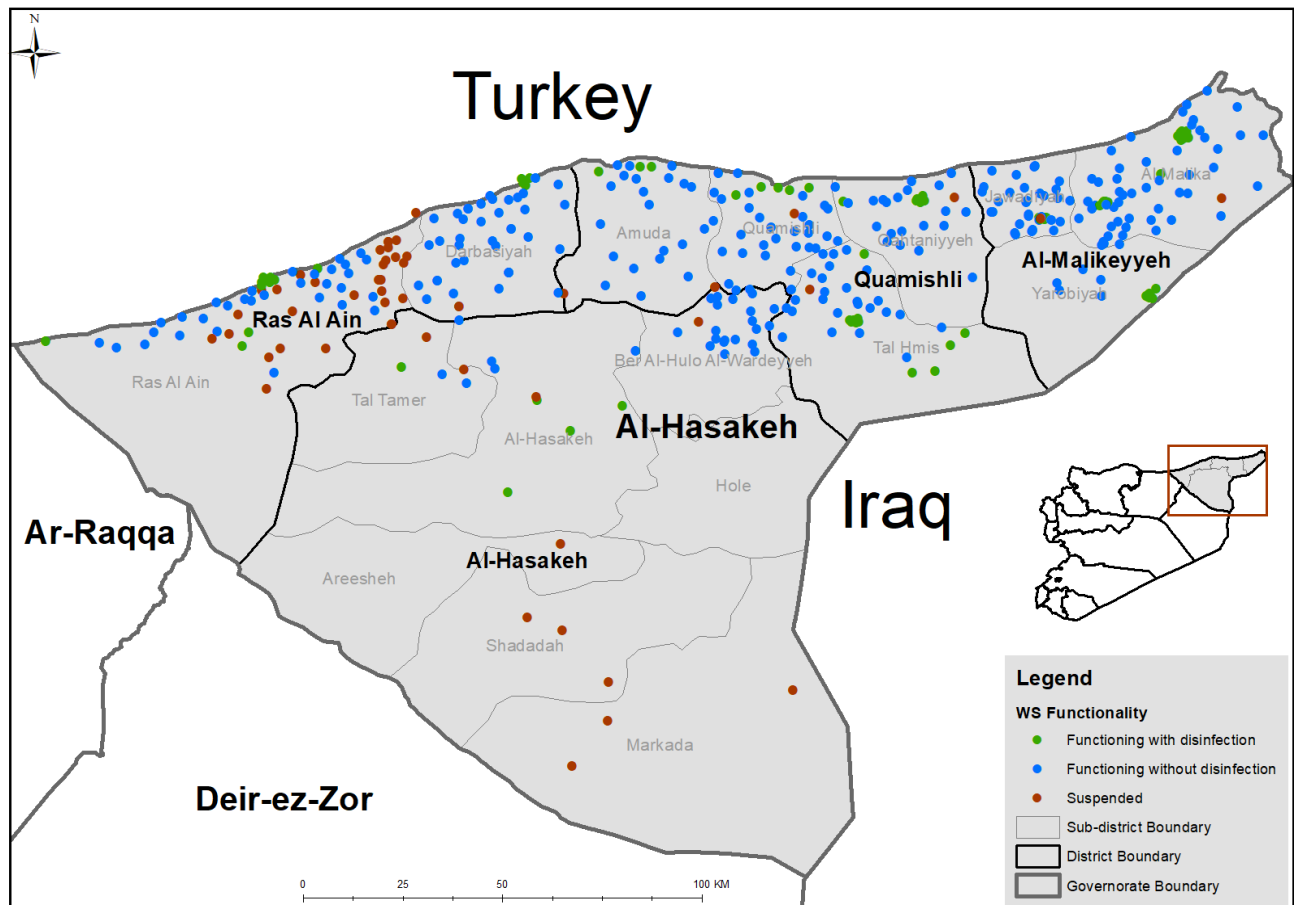 N
Turkey
Al-Malika
Jawadiyah
Amuda
Quamishli
Qahtaniyyeh
Darbasiyah
Al-Malikeyyeh
Quamishli
Yarobiyah
Ras Al Ain
Tal Hmis
Ber Al-Hulo Al-Wardeyyeh
Ras Al Ain
Tal Tamer
Al-Hasakeh
Al-Hasakeh
Hole
Iraq
Ar-Raqqa
Al-Hasakeh
Areesheh
Shadadah
Markada
Deir-ez-Zor
Legend
WS Functionality
Functioning with disinfection
Functioning without disinfection
Suspended
Sub-district Boundary
District Boundary
Governorate Boundary
0 25 50 100 KM